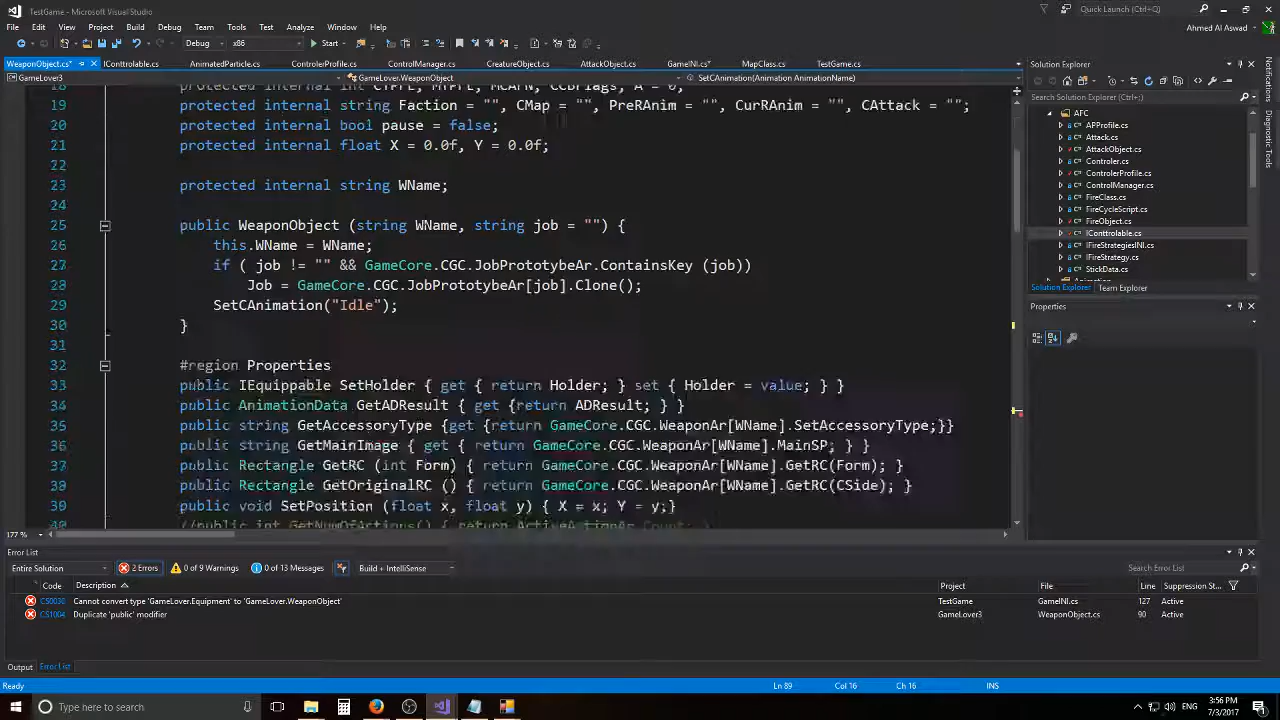 TestGame - Microsoft Visual Studio
Quick Launch (Ctrl+Q)
File Edit View Project Build Debug Team Tools Test Analyze Window Help
Ahmed Al Aswad
Debug x86 Start
WeaponObject.cs* IConttrolable.cs AnimatedParticle.cs ControlerProfile.cs ControlManager.cs CreatureObject.cs AttackObject.cs GameINI.cs* MapClass.cs TestGame.cs
GameLover3 GameLover.WeaponObject SetCAnimation(Animation AnimationName)
19 protected internal string Faction = "", CMap = "", PreRAnim = "", CurRAnim = "", CAttack = "";
20 protected internal bool pause = false;
21 protected internal float X = 0.0f, Y = 0.0f;
22
23 protected internal string WName;
24
25 public WeaponObject (string WName, string job = "") {
26 this.WName = WName;
27 if ( job != "" && GameCore.CGC.JobPrototybeAr.ContainsKey (job))
28 Job = GameCore.CGC.JobPrototybeAr[job].Clone();
29 SetCAnimation("Idle");
30 }
31
32 #region Properties
33 public IEquippable SetHolder { get { return Holder; } set { Holder = value; } }
34 public AnimationData GetADResult { get {return ADResult; } }
35 public string GetAccessoryType {get {return GameCore.CGC.WeaponAr[WName].SetAccessoryType;}}
36 public string GetMainImage { get { return GameCore.CGC.WeaponAr[WName].MainSP; } }
37 public Rectangle GetRC (int Form) { return GameCore.CGC.WeaponAr[WName].GetRC(Form); }
38 public Rectangle GetOriginalRC () { return GameCore.CGC.WeaponAr[WName].GetRC(CSide); }
39 public void SetPosition (float x, float y) { X = x; Y = y;}
177 %
Solution Explorer
Search Solution Explorer (Ctrl+;)
AFC
APProfile.cs
Attack.cs
AttackObject.cs
Controler.cs
ControlerProfile.cs
ControlManager.cs
FireClass.cs
FireCycleScript.cs
FireObject.cs
IConttrolable.cs
IFireStrategiesINI.cs
IFireStrategy.cs
StickData.cs
Solution Explorer Team Explorer
Properties
Notifications
Diagnostic Tools
Error List
Entire Solution 2 Errors 0 of 9 Warnings 0 of 13 Messages Build + IntelliSense
Search Error List
Code Description Project File Line Suppression St...
CS0030 Cannot convert type 'GameLover.Equipment' to 'GameLover.WeaponObject' TestGame GameINI.cs 127 Active
CS1004 Duplicate 'public' modifier GameLover3 WeaponObject.cs 90 Active
Output Error List
Ready Ln 89 Col 16 Ch 16 INS
Type here to search
ENG
3:56 PM
7/3/2017